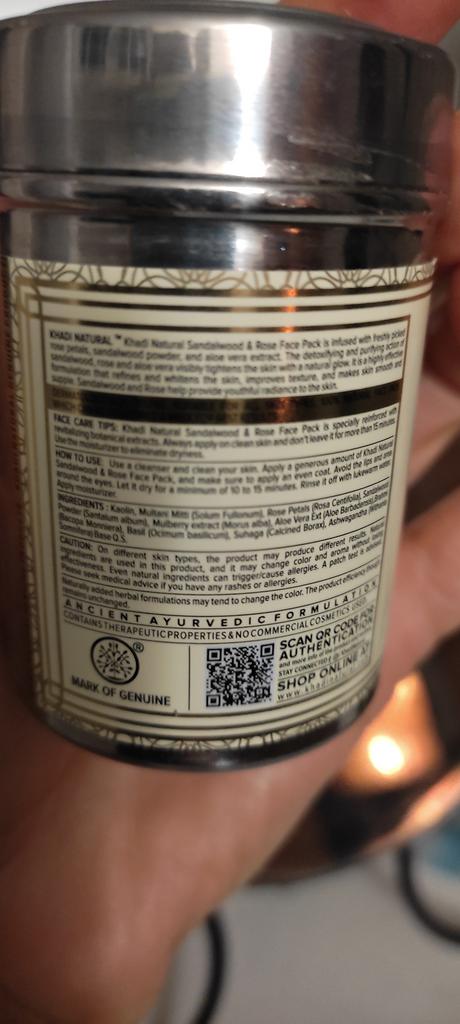 KHADI NATURAL™ Khadi Natural Sandalwood & Rose Face Pack is infused with freshly picked
rose petals, sandalwood powder, and aloe vera extract. The detoxifying and purifying action of
sandalwood, rose and aloe vera visibly tightens the skin with a natural glow. It is a highly effective
formulation that refines and whitens the skin, improves texture, and makes skin smooth and
supple. Sandalwood and Rose help provide youthful radiance to the skin.
FACE CARE TIPS: Khadi Natural Sandalwood & Rose Face Pack is specially reinforced with
revitalizing botanical extracts. Always apply on clean skin and don't leave it for more than 15 minutes.
Use the moisturizer to eliminate dryness.
HOW TO USE: Use a cleanser and clean your skin. Apply a generous amount of Khadi Natural
Sandalwood & Rose Face Pack, and make sure to apply an even coat. Avoid the lips and area
around the eyes. Let it dry for a minimum of 10 to 15 minutes. Rinse it off with lukewarm water.
Apply moisturizer.
INGREDIENTS: Kaolin, Multani Mitti (Solum Fullonum), Rose Petals (Rosa Centifolia), Sandalwood
Powder (Santalum album), Mulberry extract (Morus alba), Aloe Vera Ext (Aloe Barbadensis), Brahmi
(Bacopa Monniera), Basil (Ocimum basilicum), Suhaga (Calcined Borax), Ashwagandha (Withania
Somnifera) Base Q.S.
CAUTION: On different skin types, the product may produce different results. Natural
ingredients are used in this product, and it may change color and aroma without losing
effectiveness. Even natural ingredients can trigger/cause allergies. A patch test is advised.
Please seek medical advice if you have any rashes or allergies.
Naturally added herbal formulations may tend to change the color. The product efficiency though
remains unchanged.
ANCIENT AYURVEDIC FORMULATION
CONTAINS THERAPEUTIC PROPERTIES & NO COMMERCIAL COSMETICS USED
®
MARK OF GENUINE
SCAN QR CODE FOR
AUTHENTICATION
and more info of the
STAY CONNECTED
SHOP ONLINE AT
www.khadinatural